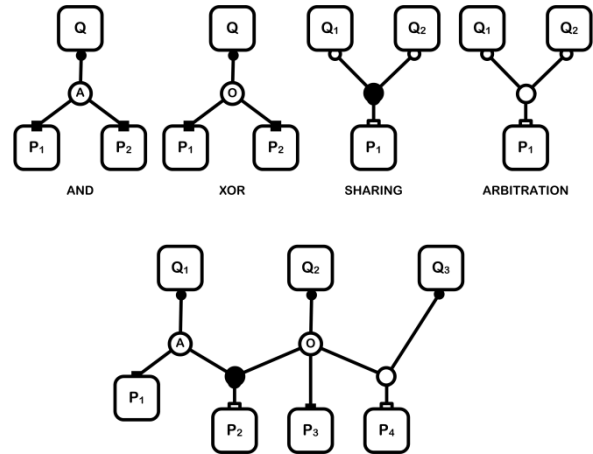 Q Q Q₁ Q₂ Q₁ Q₂
A O
P₁ P₂ P₁ P₂ P₁ P₁
AND XOR SHARING ARBITRATION
Q₁ Q₂ Q₃
A O
P₁ P₂ P₃ P₄